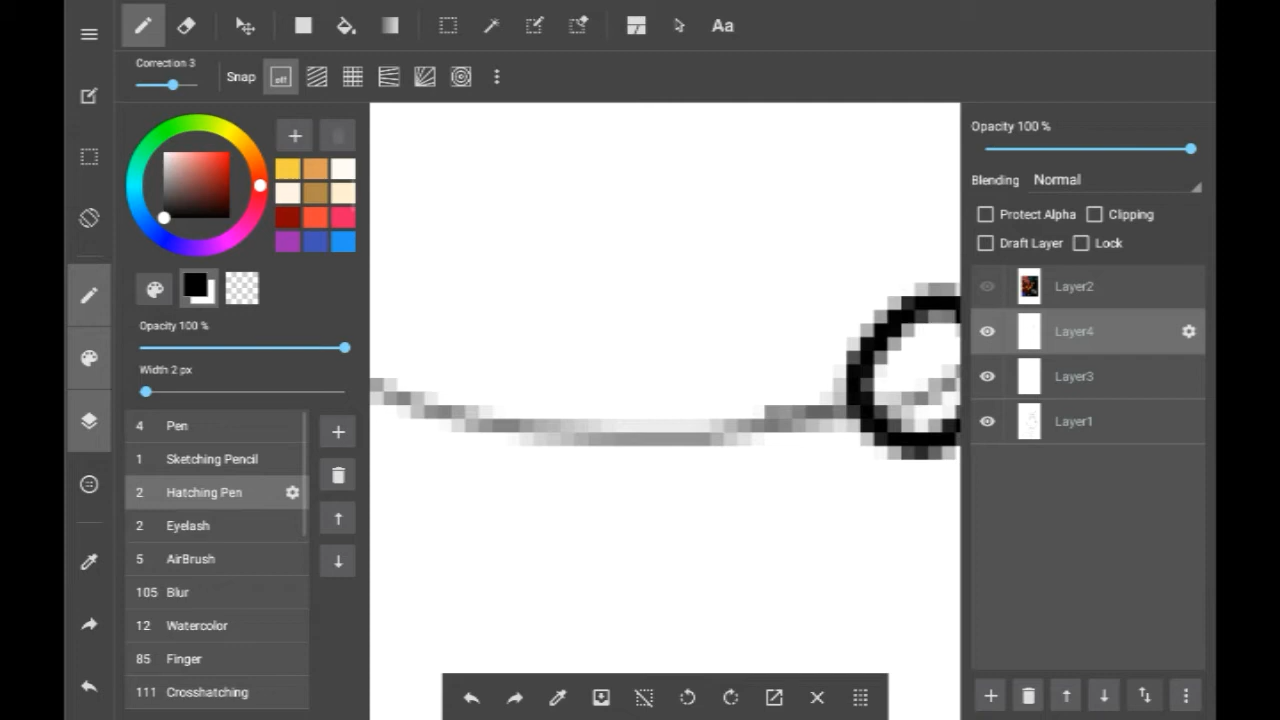 Aa
Correction 3
Snap
off
Opacity 100 %
Blending Normal
Protect Alpha
Clipping
Draft Layer
Lock
Layer2
Layer4
Layer3
Layer1
Opacity 100 %
Width 2 px
4 Pen
1 Sketching Pencil
2 Hatching Pen
2 Eyelash
5 AirBrush
105 Blur
12 Watercolor
85 Finger
111 Crosshatching